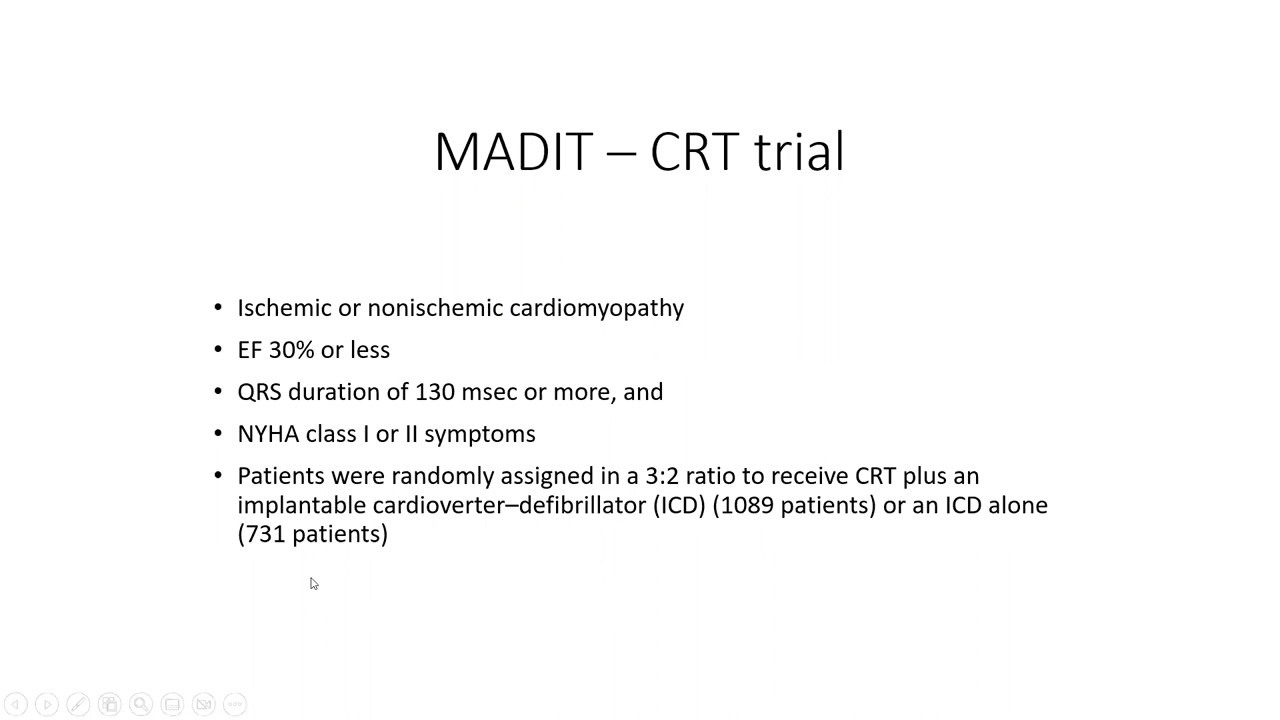 MADIT – CRT trial
• Ischemic or nonischemic cardiomyopathy
• EF 30% or less
• QRS duration of 130 msec or more, and
• NYHA class I or II symptoms
• Patients were randomly assigned in a 3:2 ratio to receive CRT plus an
implantable cardioverter–defibrillator (ICD) (1089 patients) or an ICD alone
(731 patients)